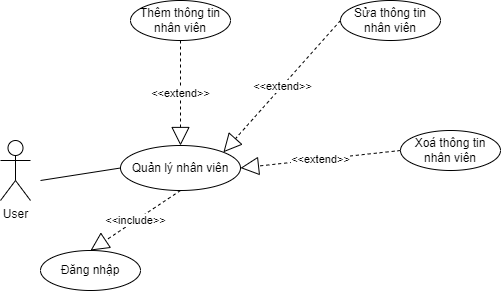 Thêm thông tin
nhân viên
Sửa thông tin
nhân viên
<<extend>>
<<extend>>
Xoá thông tin
nhân viên
<<extend>>
Quản lý nhân viên
User
<<include>>
Đăng nhập